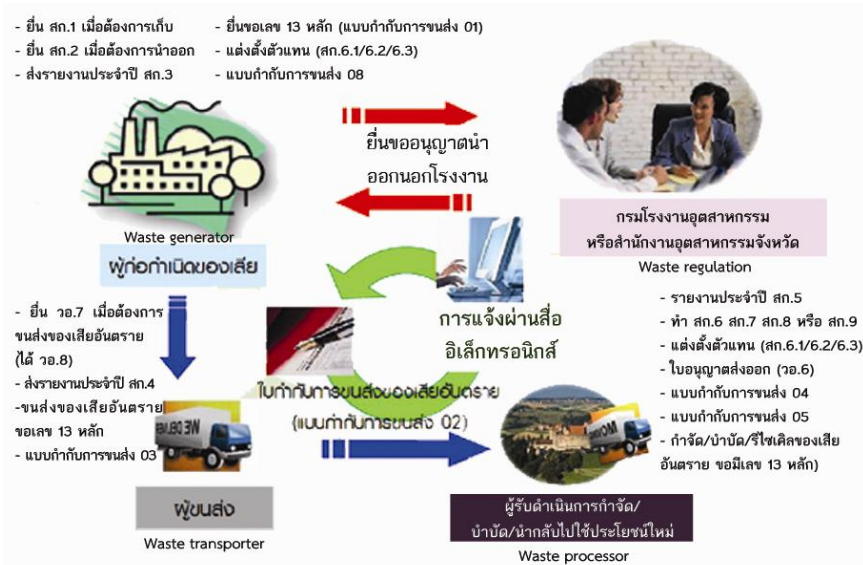 - ยื่น สก.1 เมื่อต้องการเก็บ
- ยื่น สก.2 เมื่อต้องการนำออก
- ส่งรายงานประจำปี สก.3
- ยื่นขอเลข 13 หลัก (แบบกำกับการขนส่ง 01)
- แต่งตั้งตัวแทน (สก.6.1/6.2/6.3)
- แบบกำกับการขนส่ง 08
ยื่นขออนุญาตนำ
ออกนอกโรงงาน
Waste generator
ผู้ก่อกำเนิดของเสีย
กรมโรงงานอุตสาหกรรม
หรือสำนักงานอุตสาหกรรมจังหวัด
Waste regulation
- ยื่น วอ.7 เมื่อต้องการ
ขนส่งของเสียอันตราย
(ได้ วอ.8)
- ส่งรายงานประจำปี สก.4
-ขนส่งของเสียอันตราย
ขอเลข 13 หลัก
- แบบกำกับการขนส่ง 03
การแจ้งผ่านสื่อ
อิเล็กทรอนิกส์
ใบกำกับการขนส่งของเสียอันตราย
(แบบกำกับการขนส่ง 02)
- รายงานประจำปี สก.5
- ทำ สก.6 สก.7 สก.8 หรือ สก.9
- แต่งตั้งตัวแทน (สก.6.1/6.2/6.3)
- ใบอนุญาตส่งออก (วอ.6)
- แบบกำกับการขนส่ง 04
- แบบกำกับการขนส่ง 05
- กำจัด/บำบัด/รีไซเคิลของเสีย
อันตราย ขอมีเลข 13 หลัก)
ผู้ขนส่ง
Waste transporter
ผู้รับดำเนินการกำจัด/
บำบัด/นำกลับไปใช้ประโยชน์ใหม่
Waste processor